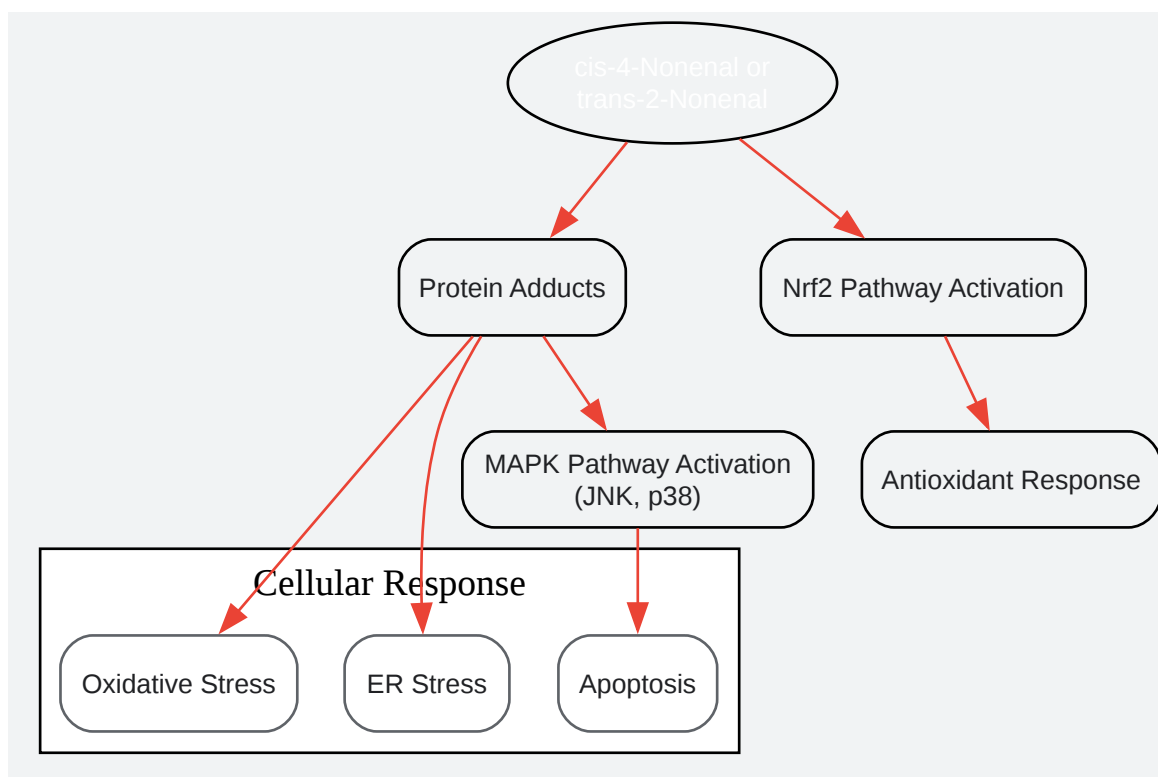 cis-4-Nonenal or
trans-2-Nonenal
Protein Adducts
Nrf2 Pathway Activation
MAPK Pathway Activation
(JNK, p38)
Antioxidant Response
Cellular Response
Oxidative Stress
ER Stress
Apoptosis